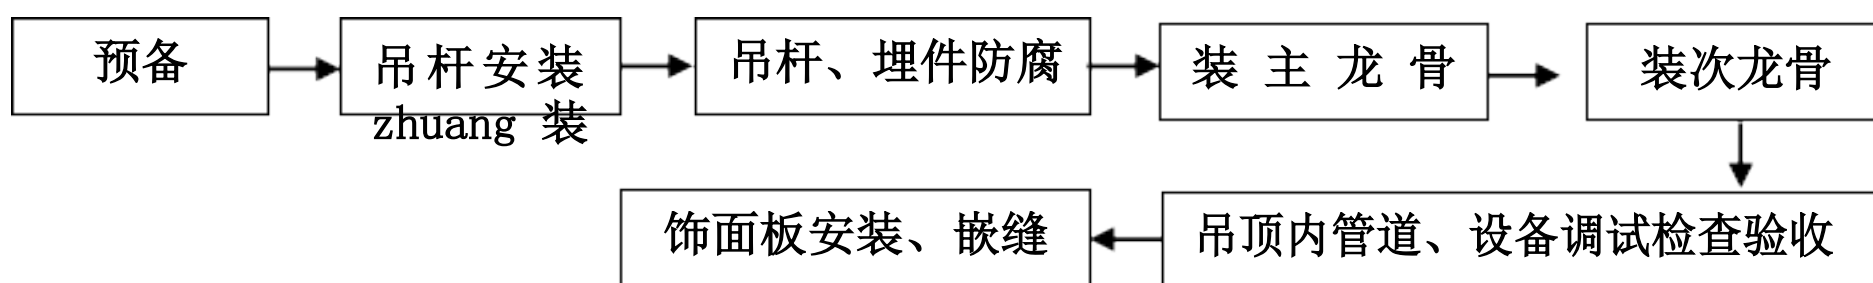 预备
吊杆安装
zhuang 装
吊杆、埋件防腐
装主龙骨
装次龙骨
吊顶内管道、设备调试检查验收
饰面板安装、嵌缝